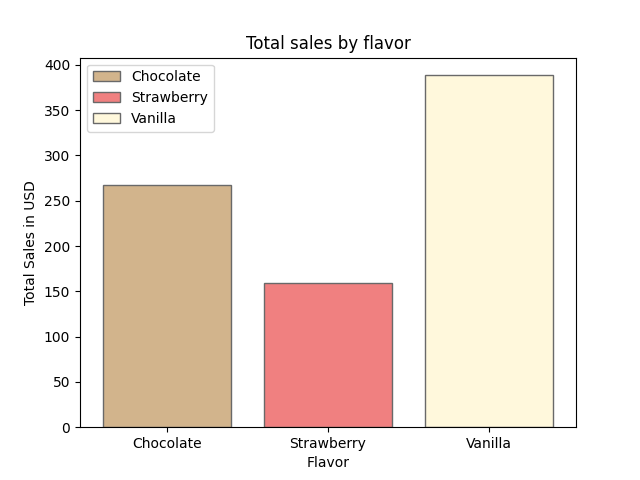 Total sales by flavor
Chocolate
Strawberry
Vanilla
Total Sales in USD
400
350
300
250
200
150
100
50
0
Chocolate Strawberry Vanilla
Flavor